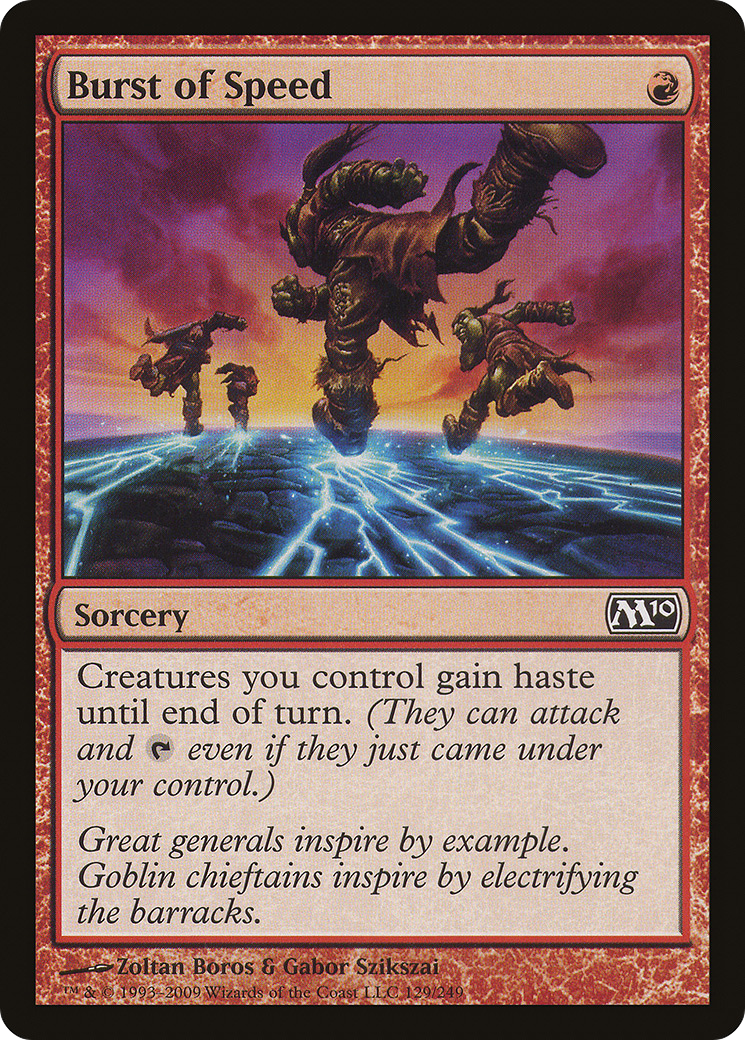 Burst of Speed
Sorcery
M10
Creatures you control gain haste
until end of turn. (They can attack
and even if they just came under
your control.)
Great generals inspire by example.
Goblin chieftains inspire by electrifying
the barracks.
Zoltan Boros & Gabor Szikszai
™ & © 1993–2009 Wizards of the Coast LLC 129/249